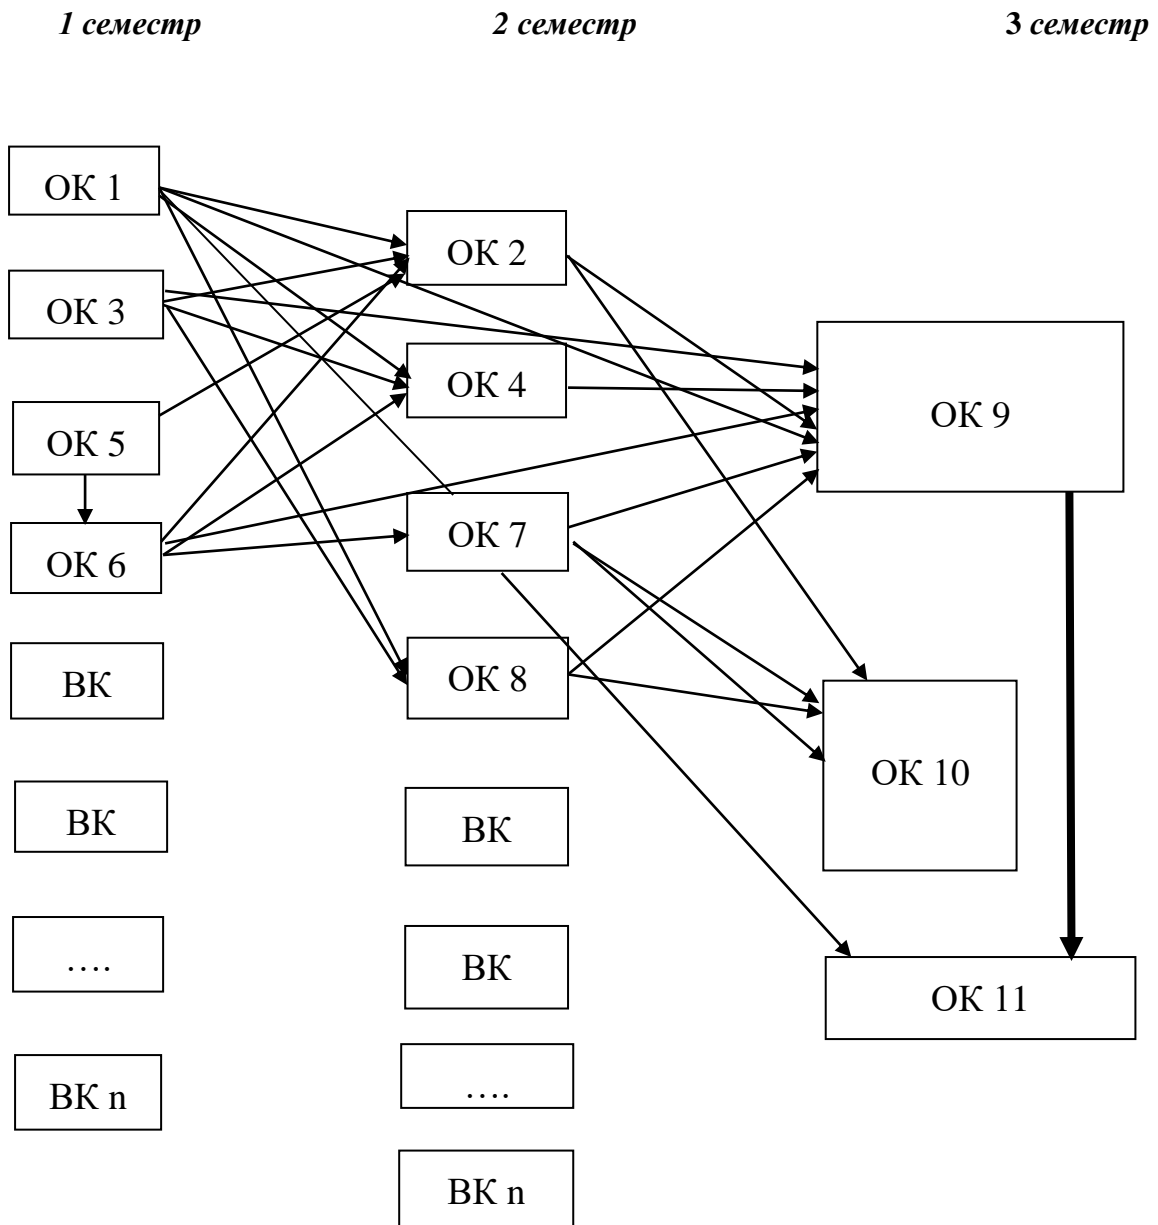 1 семестр 2 семестр 3 семестр
ОК 1
ОК 3
ОК 5
ОК 6
ВК
ВК
….
ВК n
ОК 2
ОК 4
ОК 7
ОК 8
ВК
ВК
….
ВК n
ОК 9
ОК 10
ОК 11